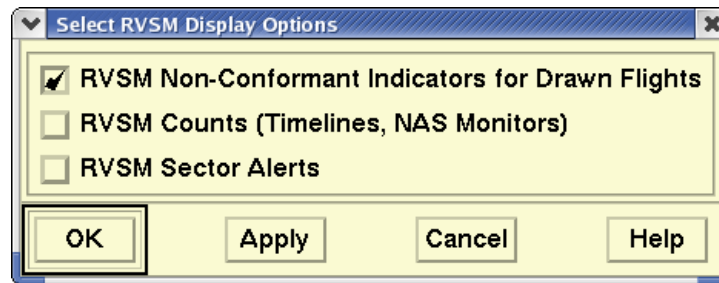 Select RVSM Display Options
RVSM Non-Conformant Indicators for Drawn Flights
RVSM Counts (Timelines, NAS Monitors)
RVSM Sector Alerts
OK Apply Cancel Help